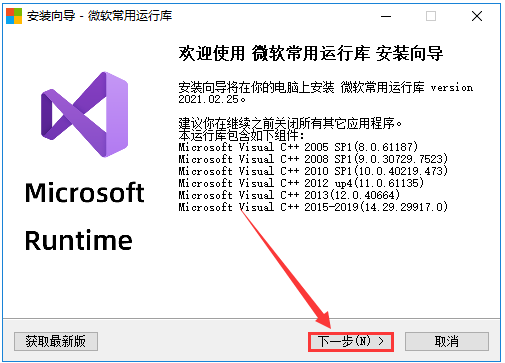 安装向导 - 微软常用运行库
欢迎使用 微软常用运行库 安装向导
安装向导将在你的电脑上安装 微软常用运行库 version
2021.02.25。
建议你在继续之前关闭所有其它应用程序。
本运行库包含如下组件:
Microsoft Visual C++ 2005 SP1(8.0.61187)
Microsoft Visual C++ 2008 SP1(9.0.30729.7523)
Microsoft Visual C++ 2010 SP1(10.0.40219.473)
Microsoft Visual C++ 2012 up4(11.0.61135)
Microsoft Visual C++ 2013(12.0.40664)
Microsoft Visual C++ 2015-2019(14.29.29917.0)
Microsoft
Runtime
获取最新版
下一步(N) >
取消